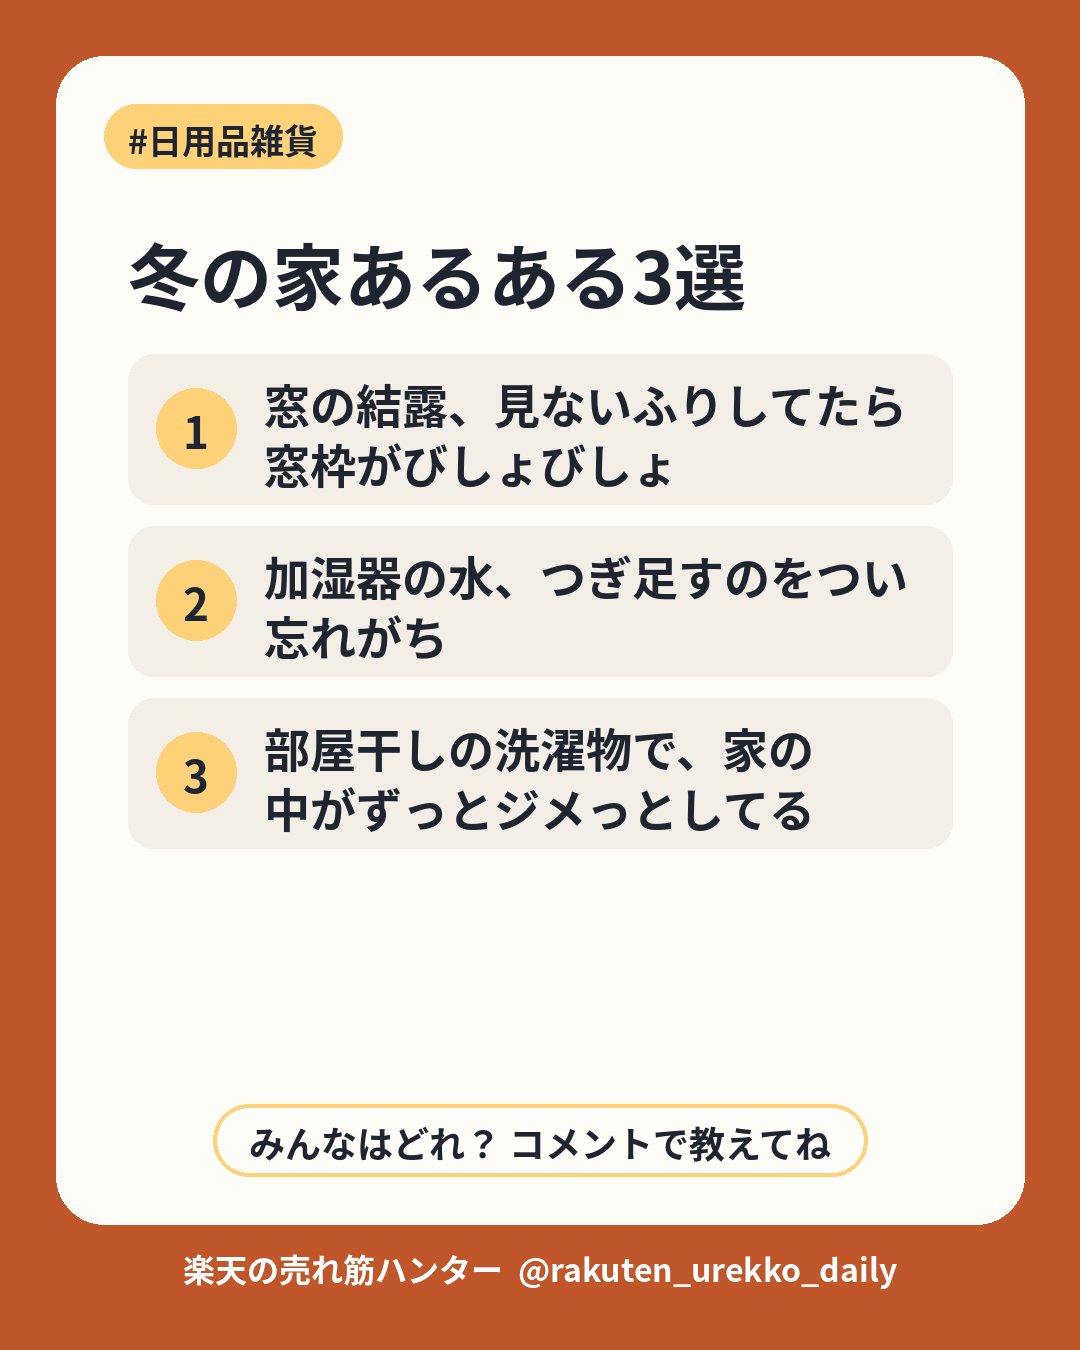 #日用品雑貨
冬の家あるある3選
1
窓の結露、見ないふりしてたら
窓枠がびしょびしょ
2
加湿器の水、つぎ足すのをつい
忘れがち
3
部屋干しの洗濯物で、家の
中がずっとジメっとしてる
みんなはどれ？ コメントで教えてね
楽天の売れ筋ハンター @rakuten_urekko_daily